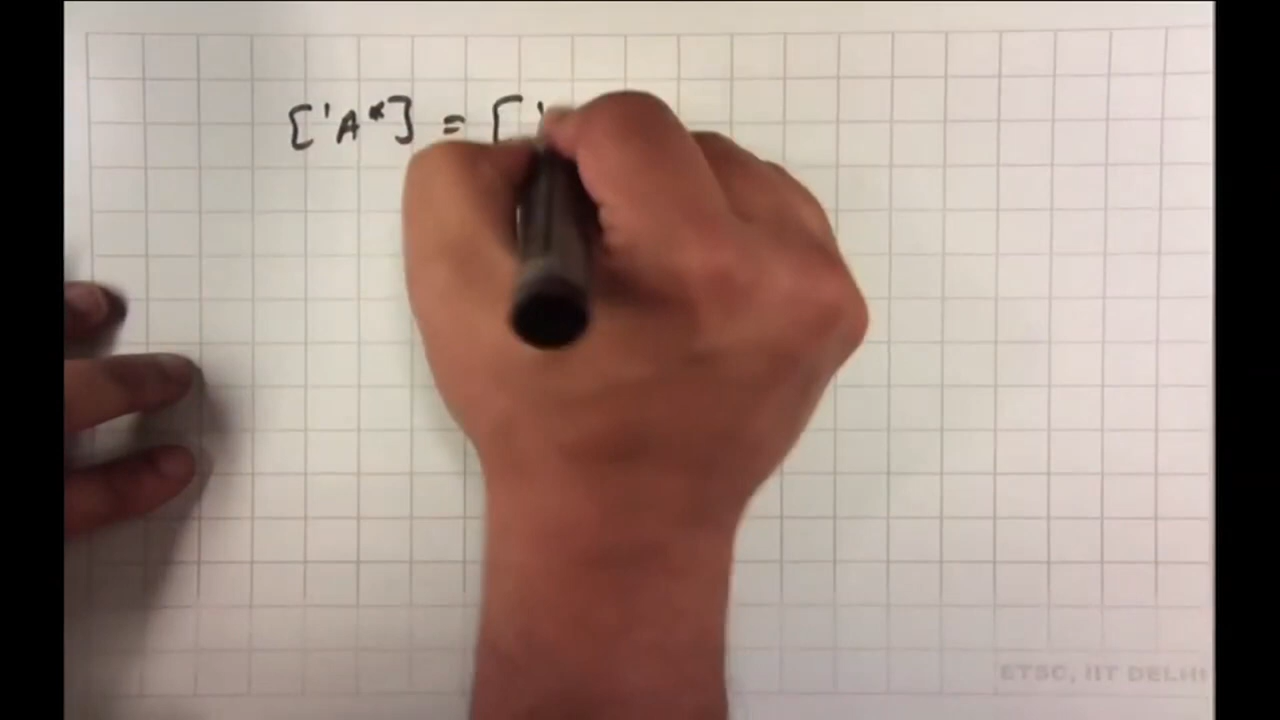 ['A*] = ['
ETSC, IIT DELHI